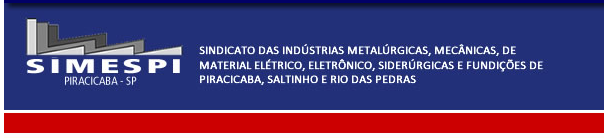 SIMESPI
PIRACICABA - SP
SINDICATO DAS INDÚSTRIAS METALÚRGICAS, MECÂNICAS, DE
MATERIAL ELÉTRICO, ELETRÔNICO, SIDERÚRGICAS E FUNDIÇÕES DE
PIRACICABA, SALTINHO E RIO DAS PEDRAS